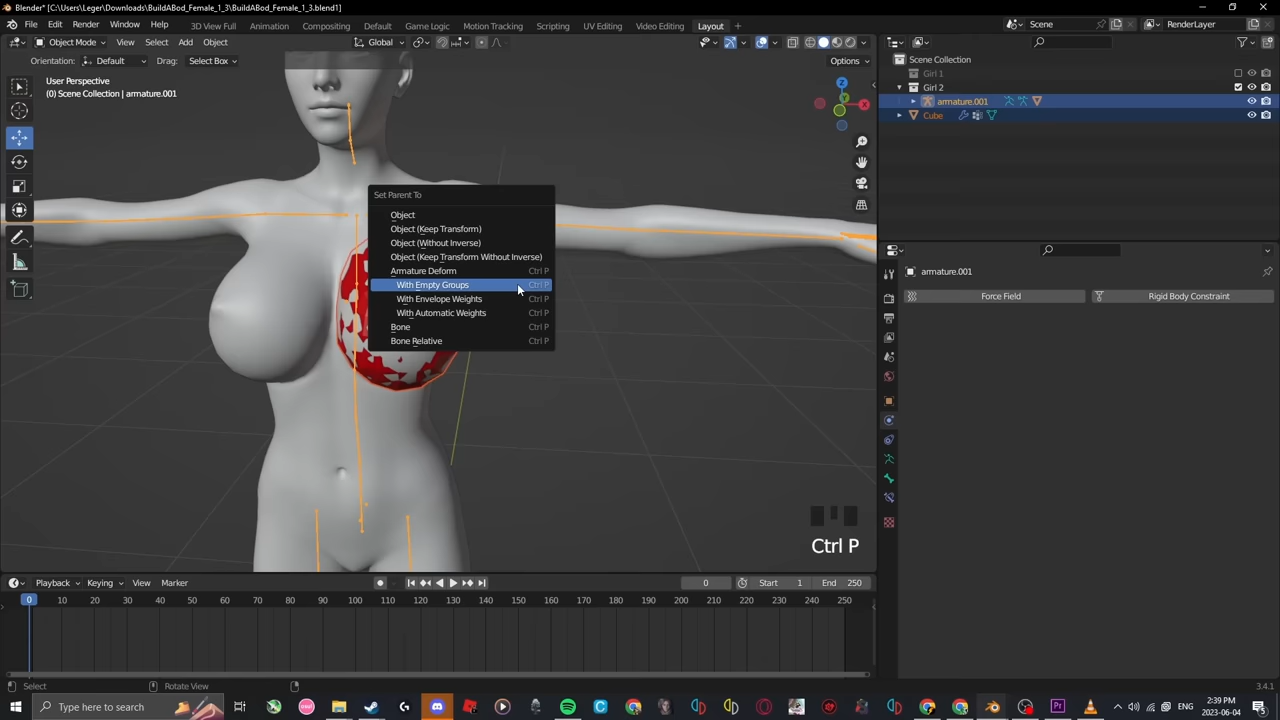 Blender* [C:\Users\Leger\Downloads\BuildABod_Female_1_3\BuildABod_Female_1_3.blend1]
File Edit Render Window Help
3D View Full Animation Compositing Default Game Logic Motion Tracking Scripting UV Editing Video Editing Layout +
Scene
RenderLayer
Object Mode View Select Add Object
Global
Orientation: Default Drag: Select Box
Options
User Perspective
(0) Scene Collection | armature.001
Z
Y
X
Scene Collection
Girl 1
Girl 2
armature.001
Cube
Set Parent To
Object
Object (Keep Transform)
Object (Without Inverse)
Object (Keep Transform Without Inverse)
Armature Deform Ctrl P
With Empty Groups Ctrl P
With Envelope Weights Ctrl P
With Automatic Weights Ctrl P
Bone Ctrl P
Bone Relative Ctrl P
armature.001
Force Field Rigid Body Constraint
Ctrl P
Playback Keying View Marker
0 Start 1 End 250
0 10 20 30 40 50 60 70 80 90 100 110 120 130 140 150 160 170 180 190 200 210 220 230 240 250
Select Rotate View
3.4.1
Type here to search
2:39 PM
2023-06-04